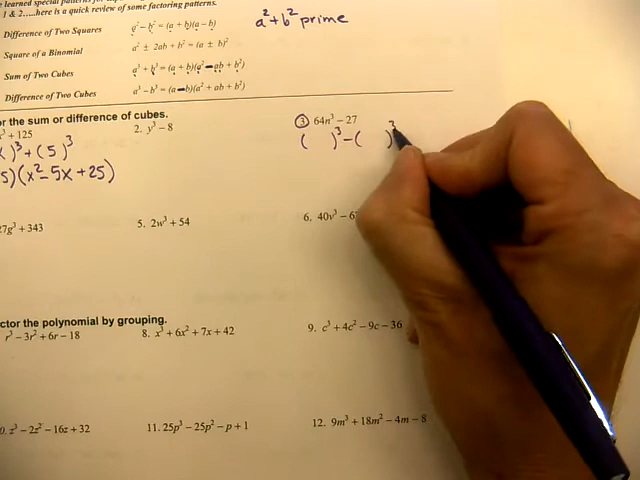 learned special
1 & 2.....here is a quick review of some factoring patterns.
a² + b² prime
Difference of Two Squares a² – b² = (a + b)(a – b)
Square of a Binomial a² ± 2ab + b² = (a ± b)²
Sum of Two Cubes a³ + b³ = (a + b)(a² – ab + b²)
Difference of Two Cubes a³ – b³ = (a – b)(a² + ab + b²)
or the sum or difference of cubes.
x³ + 125 2. y³ – 8 3 64n³ – 27
)³ + (5)³ ( )³ – ( )³
5)(x² – 5x + 25)
27g³ + 343 5. 2w³ + 54 6. 40v³ – 6
ctor the polynomial by grouping.
r³ – 3r² + 6r – 18 8. x³ + 6x² + 7x + 42 9. c³ + 4c² – 9c – 36
0. z³ – 2z² – 16z + 32 11. 25p³ – 25p² – p + 1 12. 9m³ + 18m² – 4m – 8